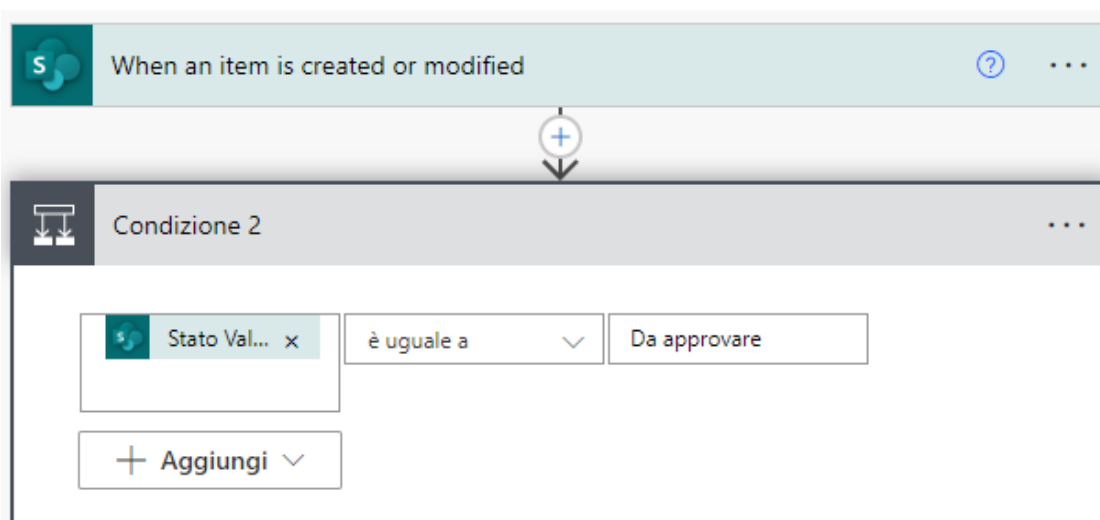 When an item is created or modified
Condizione 2
Stato Val... è uguale a Da approvare
Aggiungi